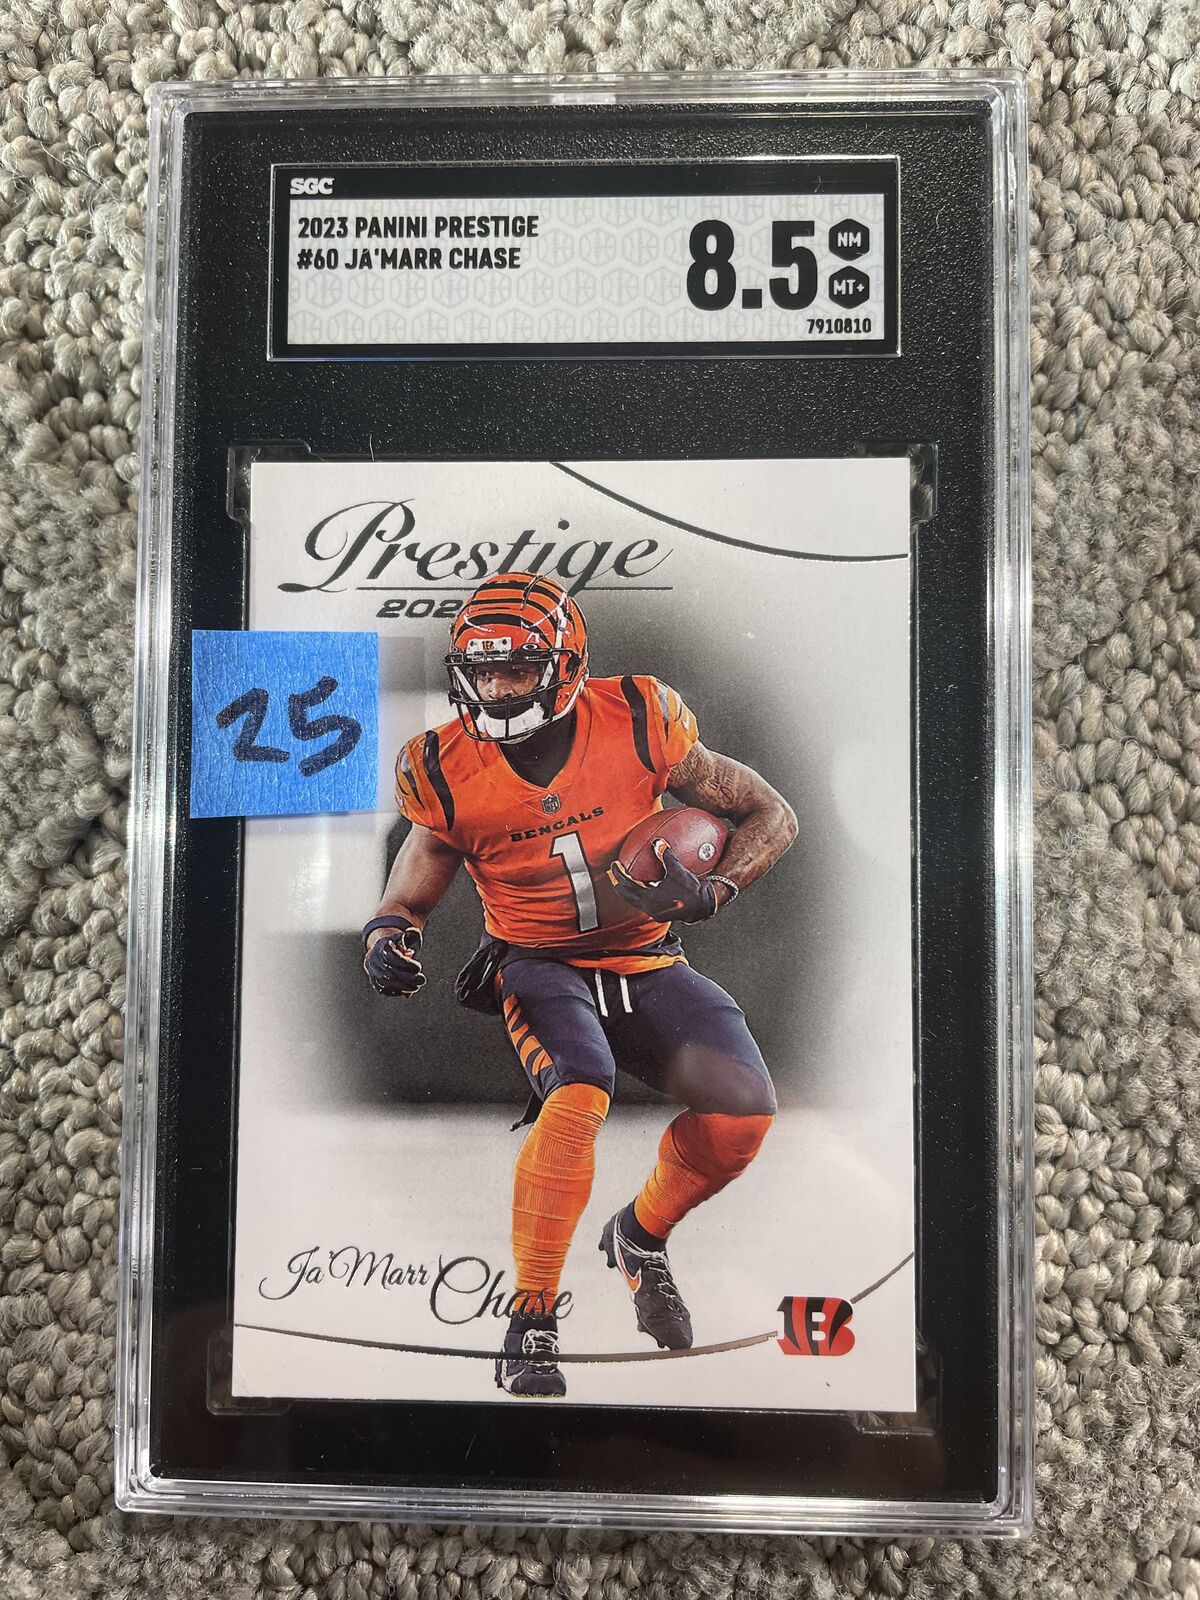 SGC
2023 PANINI PRESTIGE
#60 JA'MARR CHASE
8.5
NM
MT+
7910810
Prestige
202
25
BENGALS
1
Ja'Marr Chase
B